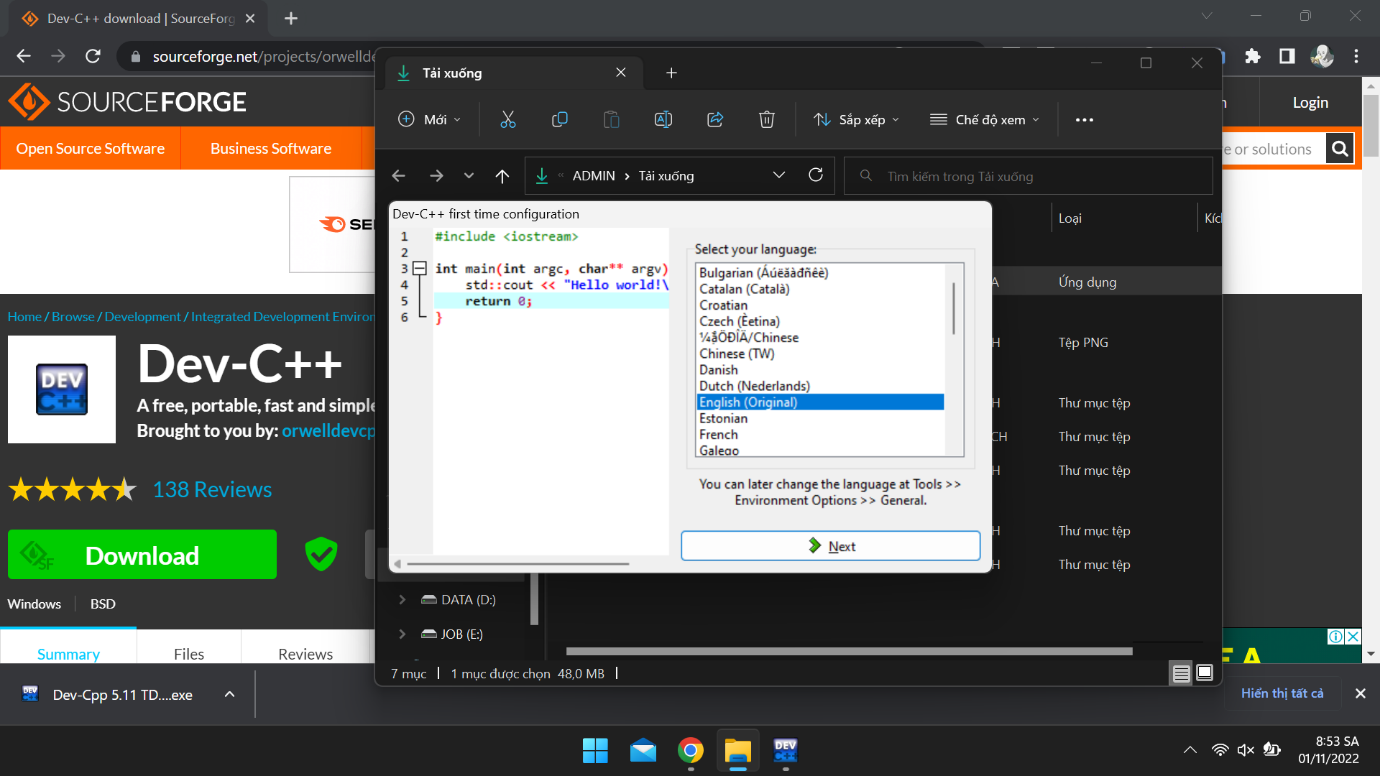 Dev-C++ download | SourceForg
sourceforge.net/projects/orwellde
SOURCEFORGE
Login
Open Source Software
Business Software
e or solutions
SE
Home / Browse / Development / Integrated Development Environ
DEV
C++
Dev-C++
A free, portable, fast and simple
Brought to you by: orwelldevcp
138 Reviews
SF
Download
Windows
BSD
Summary
Files
Reviews
Tải xuống
Mới
Sắp xếp
Chế độ xem
ADMIN
Tải xuống
Tìm kiếm trong Tải xuống
Loại
Kíc
A
Ứng dụng
H
Tệp PNG
H
Thư mục tệp
CH
Thư mục tệp
H
Thư mục tệp
H
Thư mục tệp
H
Thư mục tệp
DATA (D:)
JOB (E:)
7 mục
1 mục được chọn 48,0 MB
Dev-C++ first time configuration
1 #include <iostream>
2
3 int main(int argc, char** argv)
4 std::cout << "Hello world!\
5 return 0;
6 }
Select your language:
Bulgarian (Áúëãàðñêè)
Catalan (Català)
Croatian
Czech (Èetina)
¼òÌåÖÐÎÄ/Chinese
Chinese (TW)
Danish
Dutch (Nederlands)
English (Original)
Estonian
French
Galego
You can later change the language at Tools >>
Environment Options >> General.
Next
Dev-Cpp 5.11 TD....exe
Hiển thị tất cả
8:53 SA
01/11/2022